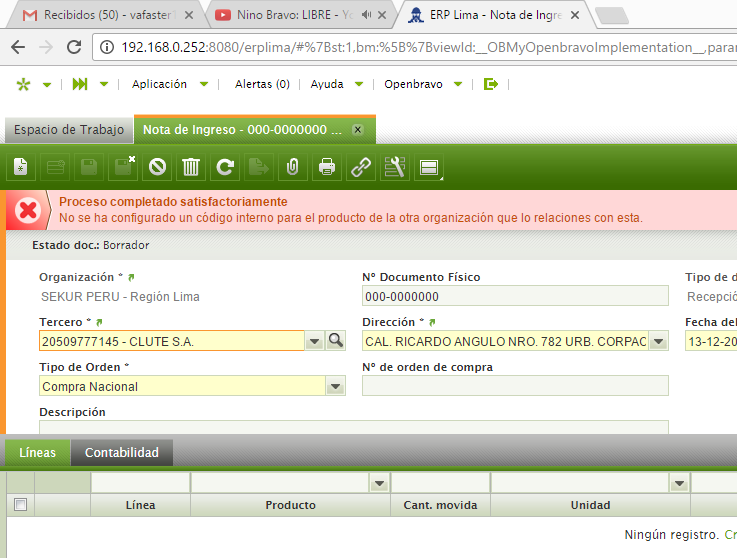 Recibidos (50) - vafaster1
Nino Bravo: LIBRE - Yo
ERP Lima - Nota de Ingre
192.168.0.252:8080/erplima/#%7Bst:1,bm:%5B%7BviewId:__OBMyOpenbravoImplementation__,paran
Aplicación
Alertas (0)
Ayuda
Openbravo
Espacio de Trabajo
Nota de Ingreso - 000-0000000 ...
Proceso completado satisfactoriamente
No se ha configurado un código interno para el producto de la otra organización que lo relaciones con esta.
Estado doc.: Borrador
Organización *
Nº Documento Físico
Tipo de d
SEKUR PERU - Región Lima
000-0000000
Recepció
Tercero *
Dirección *
Fecha del
20509777145 - CLUTE S.A.
CAL. RICARDO ANGULO NRO. 782 URB. CORPAC
13-12-20
Tipo de Orden *
Nº de orden de compra
Compra Nacional
Descripción
Líneas
Contabilidad
Línea
Producto
Cant. movida
Unidad
Ningún registro. Cr